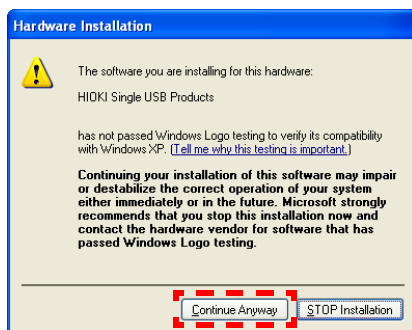 Hardware Installation
The software you are installing for this hardware:
HIOKI Single USB Products
has not passed Windows Logo testing to verify its compatibility
with Windows XP. (Tell me why this testing is important.)
Continuing your installation of this software may impair
or destabilize the correct operation of your system
either immediately or in the future. Microsoft strongly
recommends that you stop this installation now and
contact the hardware vendor for software that has
passed Windows Logo testing.
Continue Anyway STOP Installation